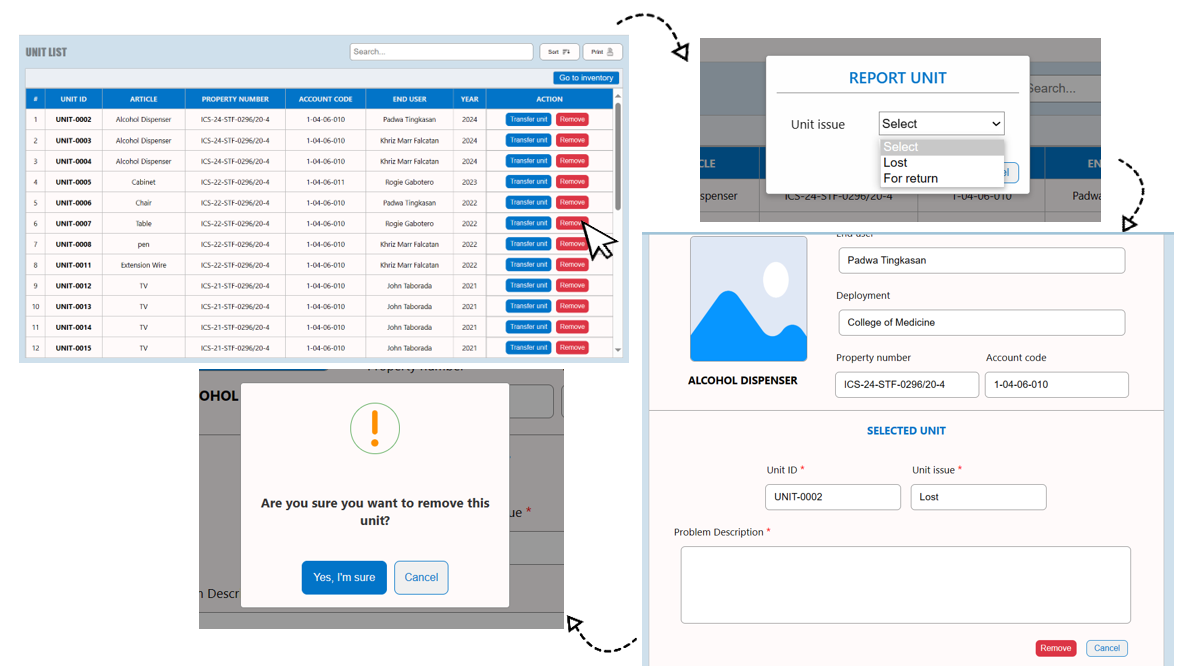 UNIT LIST
Search...
Sort
Print
Go to inventory
# UNIT ID ARTICLE PROPERTY NUMBER ACCOUNT CODE END USER YEAR ACTION
1 UNIT-0002 Alcohol Dispenser ICS-24-STF-0296/20-4 1-04-06-010 Padwa Tingkasan 2024 Transfer unit Remove
2 UNIT-0003 Alcohol Dispenser ICS-24-STF-0296/20-4 1-04-06-010 Khriz Marr Falcatan 2024 Transfer unit Remove
3 UNIT-0004 Alcohol Dispenser ICS-24-STF-0296/20-4 1-04-06-010 Khriz Marr Falcatan 2024 Transfer unit Remove
4 UNIT-0005 Cabinet ICS-23-STF-0296/20-4 1-04-06-011 Rogie Gabotero 2023 Transfer unit Remove
5 UNIT-0006 Chair ICS-22-STF-0296/20-4 1-04-06-010 Padwa Tingkasan 2022 Transfer unit Remove
6 UNIT-0007 Table ICS-22-STF-0296/20-4 1-04-06-010 Rogie Gabotero 2022 Transfer unit Remove
7 UNIT-0008 pen ICS-22-STF-0296/20-4 1-04-06-010 Khriz Marr Falcatan 2022 Transfer unit Remove
8 UNIT-0011 Extension Wire ICS-22-STF-0296/20-4 1-04-06-010 Khriz Marr Falcatan 2022 Transfer unit Remove
9 UNIT-0012 TV ICS-21-STF-0296/20-4 1-04-06-010 John Taborada 2021 Transfer unit Remove
10 UNIT-0013 TV ICS-21-STF-0296/20-4 1-04-06-010 John Taborada 2021 Transfer unit Remove
11 UNIT-0014 TV ICS-21-STF-0296/20-4 1-04-06-010 John Taborada 2021 Transfer unit Remove
12 UNIT-0015 TV ICS-21-STF-0296/20-4 1-04-06-010 John Taborada 2021 Transfer unit Remove
REPORT UNIT
Search...
Unit issue
Select
Select
Lost
For return
CLE
EN
spenser
ICS-24-STF-0296/20-4
1-04-06-010
Padwa
End user
Padwa Tingkasan
Deployment
College of Medicine
Property number Account code
ALCOHOL DISPENSER
ICS-24-STF-0296/20-4 1-04-06-010
SELECTED UNIT
Unit ID * Unit issue *
UNIT-0002 Lost
Problem Description *
Remove Cancel
Property number
OHOL
Are you sure you want to remove this
unit?
ue *
Yes, I'm sure Cancel
n Descr